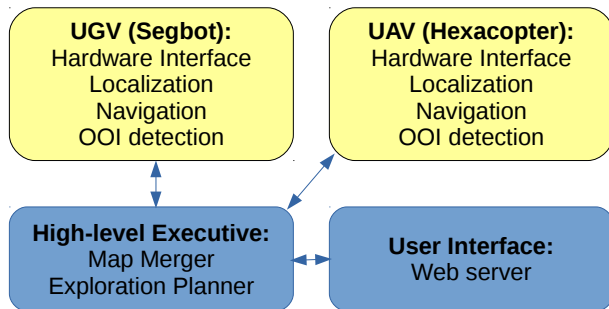 UGV (Segbot):
Hardware Interface
Localization
Navigation
OOI detection
UAV (Hexacopter):
Hardware Interface
Localization
Navigation
OOI detection
High-level Executive:
Map Merger
Exploration Planner
User Interface:
Web server